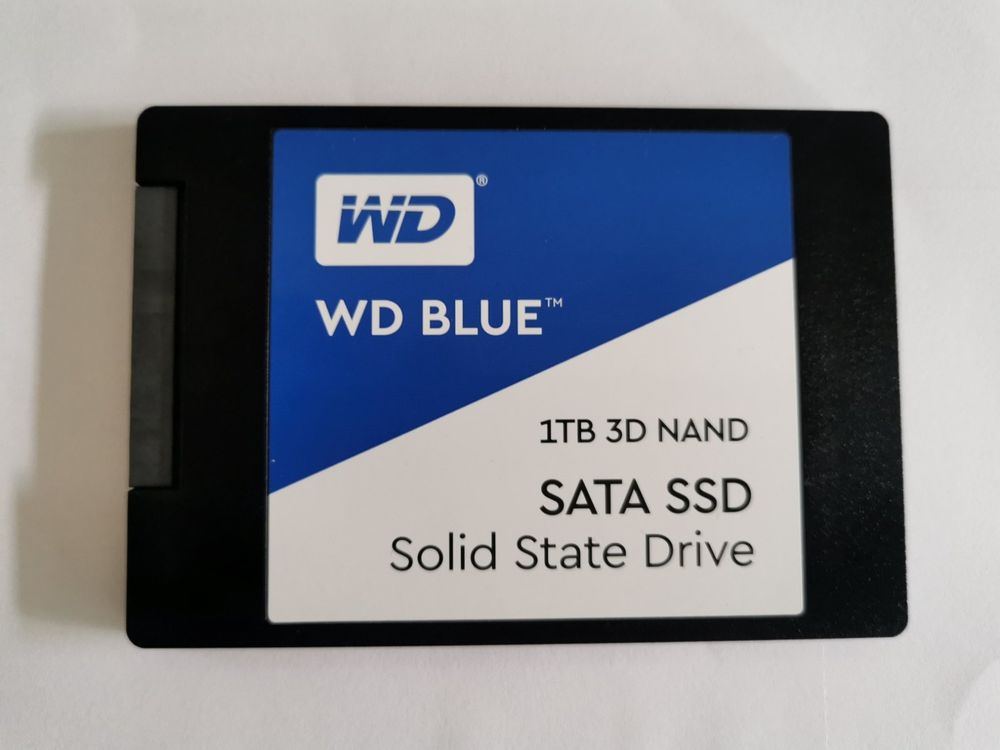 WD®
WD BLUE™
1TB 3D NAND
SATA SSD
Solid State Drive